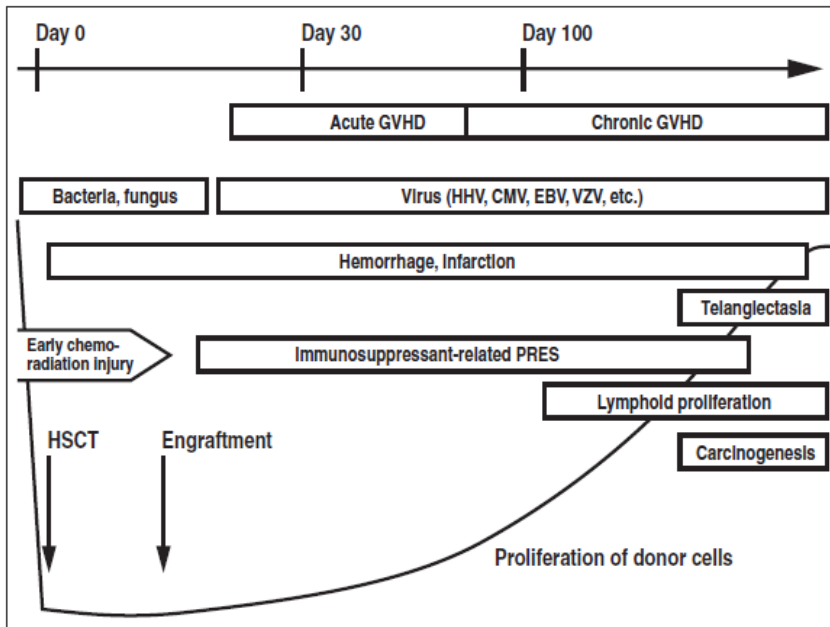 Day 0
Day 30
Day 100
Acute GVHD
Chronic GVHD
Bacteria, fungus
Virus (HHV, CMV, EBV, VZV, etc.)
Hemorrhage, Infarction
Telanglectasia
Early chemo-
radiation injury
Immunosuppressant-related PRES
Lymphoid proliferation
HSCT
Engraftment
Carcinogenesis
Proliferation of donor cells